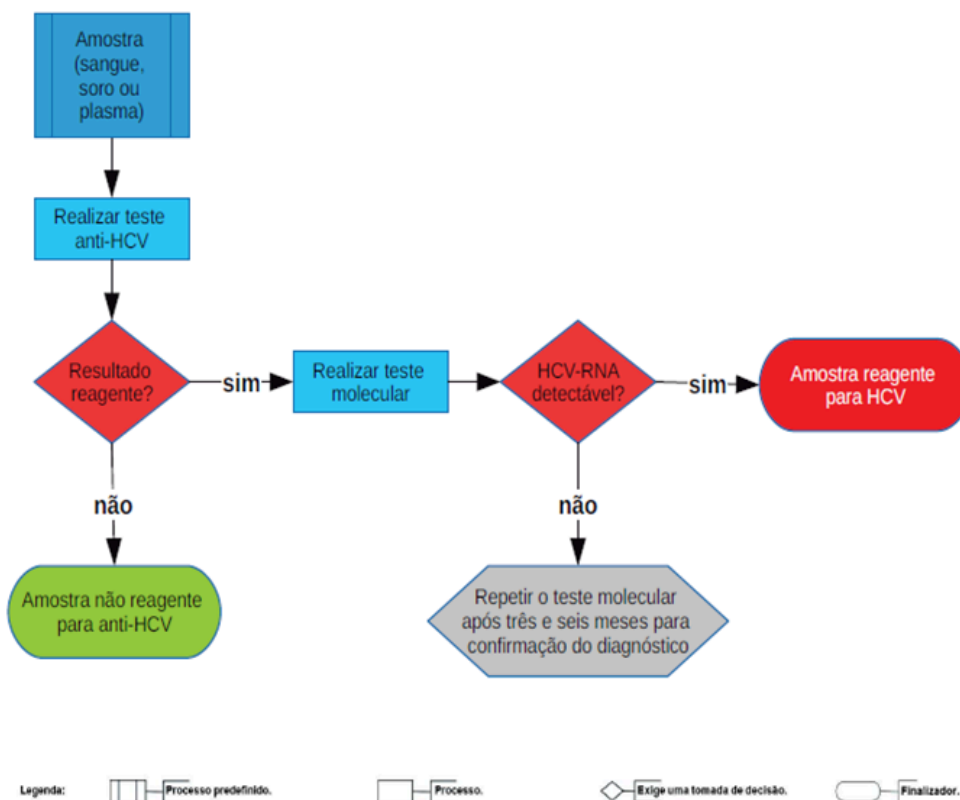 Amostra
(sangue,
soro ou
plasma)
Realizar teste
anti-HCV
Resultado
reagente?
sim
Realizar teste
molecular
HCV-RNA
detectável?
sim
Amostra reagente
para HCV
não
não
Amostra não reagente
para anti-HCV
Repetir o teste molecular
após três e seis meses para
confirmação do diagnóstico
Legenda:
Processo predefinido.
Processo.
Exige uma tomada de decisão.
Finalizador.